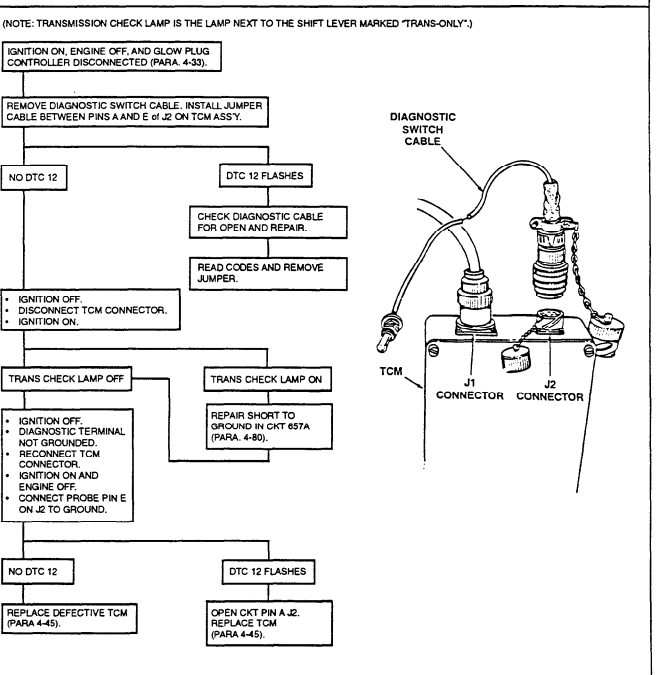 (NOTE: TRANSMISSION CHECK LAMP IS THE LAMP NEXT TO THE SHIFT LEVER MARKED "TRANS-ONLY".)
IGNITION ON, ENGINE OFF, AND GLOW PLUG
CONTROLLER DISCONNECTED (PARA. 4-33).
REMOVE DIAGNOSTIC SWITCH CABLE. INSTALL JUMPER
CABLE BETWEEN PINS A AND E of J2 ON TCM ASS'Y.
NO DTC 12
DTC 12 FLASHES
CHECK DIAGNOSTIC CABLE
FOR OPEN AND REPAIR.
READ CODES AND REMOVE
JUMPER.
• IGNITION OFF.
• DISCONNECT TCM CONNECTOR.
• IGNITION ON.
TRANS CHECK LAMP OFF
TRANS CHECK LAMP ON
REPAIR SHORT TO
GROUND IN CKT 657A
(PARA. 4-80).
• IGNITION OFF.
• DIAGNOSTIC TERMINAL
NOT GROUNDED.
• RECONNECT TCM
CONNECTOR.
• IGNITION ON AND
ENGINE OFF.
• CONNECT PROBE PIN E
ON J2 TO GROUND.
NO DTC 12
DTC 12 FLASHES
REPLACE DEFECTIVE TCM
(PARA 4-45).
OPEN CKT PIN A J2.
REPLACE TCM
(PARA 4-45).
DIAGNOSTIC
SWITCH
CABLE
TCM
J1
CONNECTOR
J2
CONNECTOR